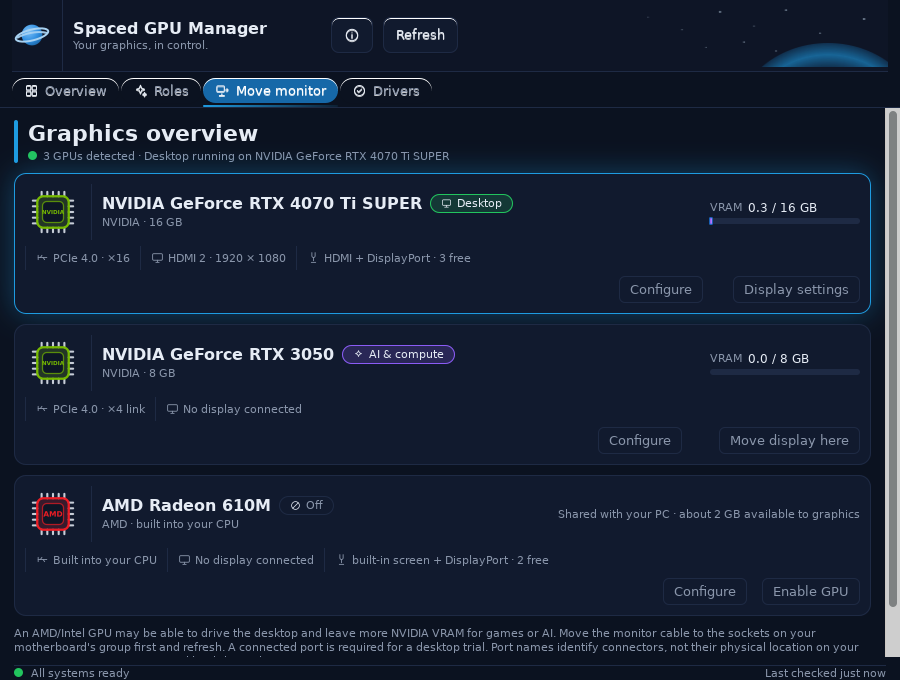 Spaced GPU Manager
Your graphics, in control.
Refresh
Overview
Roles
Move monitor
Drivers
Graphics overview
3 GPUs detected · Desktop running on NVIDIA GeForce RTX 4070 Ti SUPER
NVIDIA
NVIDIA GeForce RTX 4070 Ti SUPER
Desktop
NVIDIA · 16 GB
VRAM 0.3 / 16 GB
PCIe 4.0 · ×16
HDMI 2 · 1920 × 1080
HDMI + DisplayPort · 3 free
Configure
Display settings
NVIDIA
NVIDIA GeForce RTX 3050
AI & compute
NVIDIA · 8 GB
VRAM 0.0 / 8 GB
PCIe 4.0 · ×4 link
No display connected
Configure
Move display here
AMD
AMD Radeon 610M
Off
AMD · built into your CPU
Shared with your PC · about 2 GB available to graphics
Built into your CPU
No display connected
built-in screen + DisplayPort · 2 free
Configure
Enable GPU
An AMD/Intel GPU may be able to drive the desktop and leave more NVIDIA VRAM for games or AI. Move the monitor cable to the sockets on your
motherboard's group first and refresh. A connected port is required for a desktop trial. Port names identify connectors, not their physical location on your
All systems ready
Last checked just now